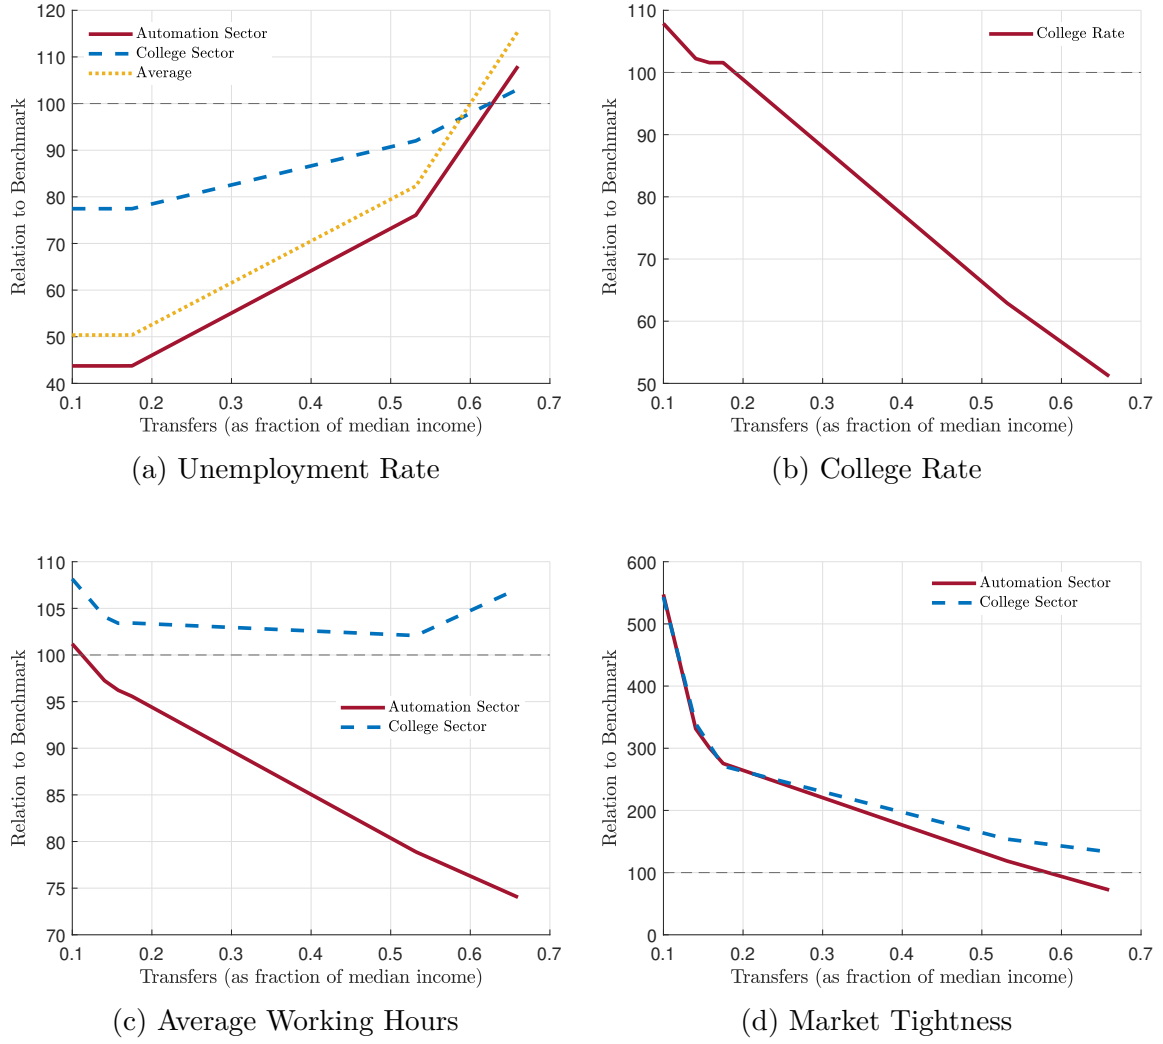 120
110
100
90
80
70
60
50
40
Relation to Benchmark
Automation Sector
College Sector
Average
0.1 0.2 0.3 0.4 0.5 0.6 0.7
Transfers (as fraction of median income)
(a) Unemployment Rate
110
100
90
80
70
60
50
Relation to Benchmark
College Rate
0.1 0.2 0.3 0.4 0.5 0.6 0.7
Transfers (as fraction of median income)
(b) College Rate
110
105
100
95
90
85
80
75
70
Relation to Benchmark
Automation Sector
College Sector
0.1 0.2 0.3 0.4 0.5 0.6 0.7
Transfers (as fraction of median income)
(c) Average Working Hours
600
500
400
300
200
100
0
Relation to Benchmark
Automation Sector
College Sector
0.1 0.2 0.3 0.4 0.5 0.6 0.7
Transfers (as fraction of median income)
(d) Market Tightness